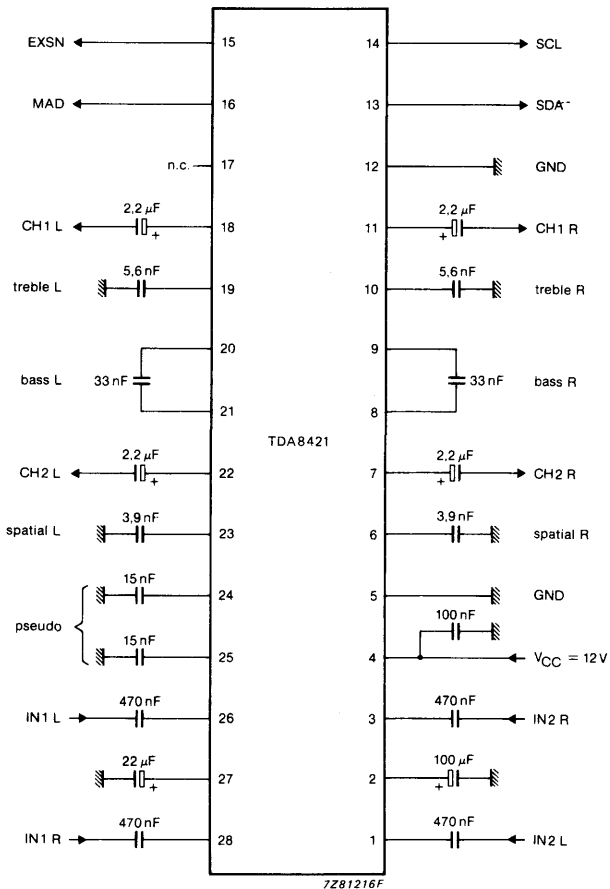 EXSN 15 14 SCL
MAD 16 13 SDA
n.c. 17 12 GND
2,2 μF 2,2 μF
CH1 L + 18 11 + CH1 R
5,6 nF 5,6 nF
treble L 19 10 treble R
20 9
bass L 33 nF 33 nF bass R
21 8
TDA8421
2,2 μF 2,2 μF
CH2 L + 22 7 + CH2 R
3,9 nF 3,9 nF
spatial L 23 6 spatial R
15 nF
24 5 GND
pseudo 100 nF
15 nF
25 4 VCC = 12 V
470 nF 470 nF
IN1 L 26 3 IN2 R
22 μF 100 μF
+ 27 2 +
470 nF 470 nF
IN1 R 28 1 IN2 L
7Z81216F